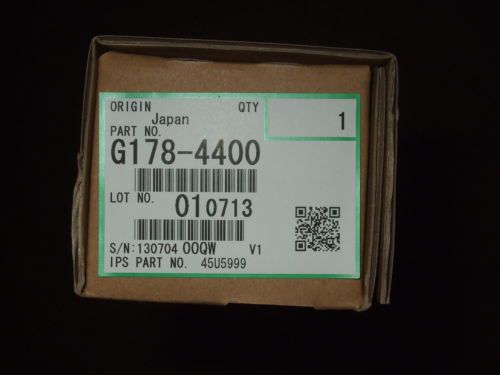 ORIGIN QTY
Japan 1
PART NO.
G178-4400
LOT NO. 010713
S/N:130704 00QW V1
IPS PART NO. 45U5999